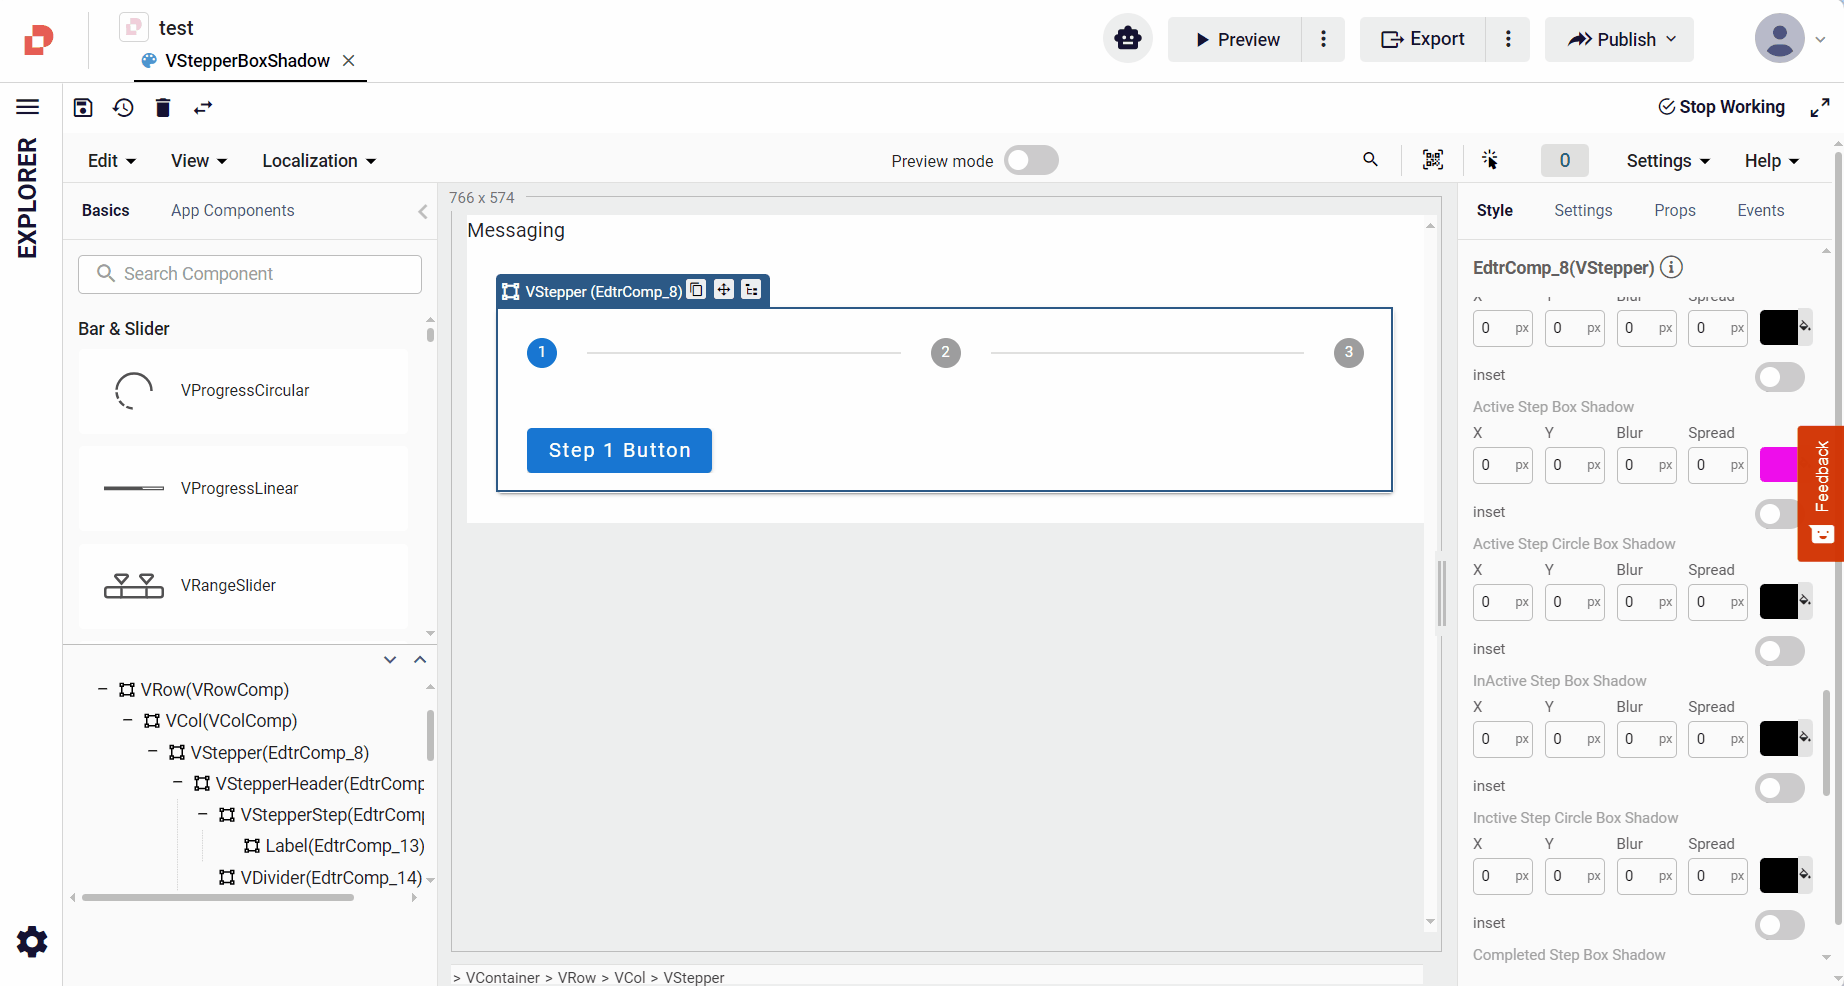 test
VStepperBoxShadow
Preview
Export
Publish
Stop Working
EXPLORER
Edit
View
Localization
Preview mode
0
Settings
Help
Basics
App Components
766 x 574
Style
Settings
Props
Events
Search Component
Messaging
EdtrComp_8(VStepper)
VStepper (EdtrComp_8)
X Y Blur Spread
0 px 0 px 0 px 0 px
Bar & Slider
1 2 3
inset
VProgressCircular
Active Step Box Shadow
X Y Blur Spread
Step 1 Button
0 px 0 px 0 px 0 px
Feedback
VProgressLinear
inset
Active Step Circle Box Shadow
X Y Blur Spread
VRangeSlider
0 px 0 px 0 px 0 px
inset
InActive Step Box Shadow
VRow(VRowComp)
X Y Blur Spread
VCol(VColComp)
0 px 0 px 0 px 0 px
VStepper(EdtrComp_8)
VStepperHeader(EdtrComp
inset
VStepperStep(EdtrComp
Inctive Step Circle Box Shadow
X Y Blur Spread
Label(EdtrComp_13)
VDivider(EdtrComp_14)
0 px 0 px 0 px 0 px
inset
Completed Step Box Shadow
> VContainer > VRow > VCol > VStepper